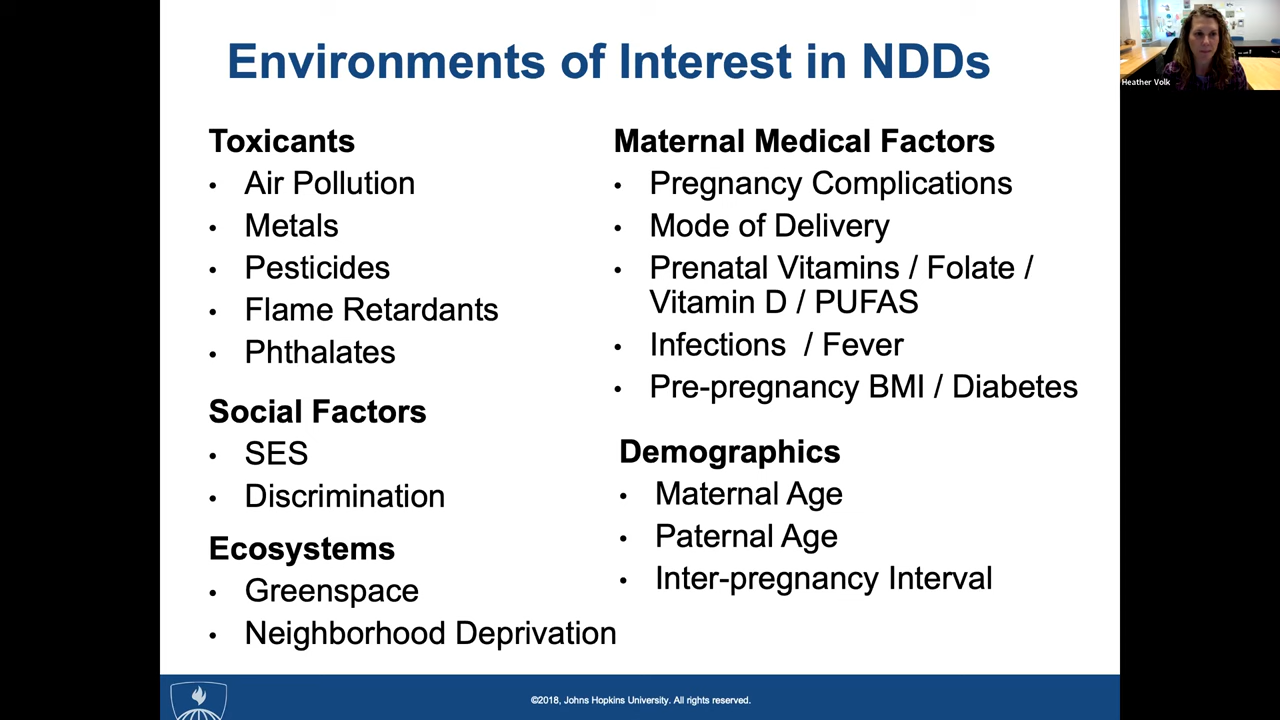 Environments of Interest in NDDs
Toxicants
• Air Pollution
• Metals
• Pesticides
• Flame Retardants
• Phthalates
Social Factors
• SES
• Discrimination
Ecosystems
• Greenspace
• Neighborhood Deprivation
Maternal Medical Factors
• Pregnancy Complications
• Mode of Delivery
• Prenatal Vitamins / Folate /
Vitamin D / PUFAS
• Infections / Fever
• Pre-pregnancy BMI / Diabetes
Demographics
• Maternal Age
• Paternal Age
• Inter-pregnancy Interval
©2018, Johns Hopkins University. All rights reserved.
Heather Volk